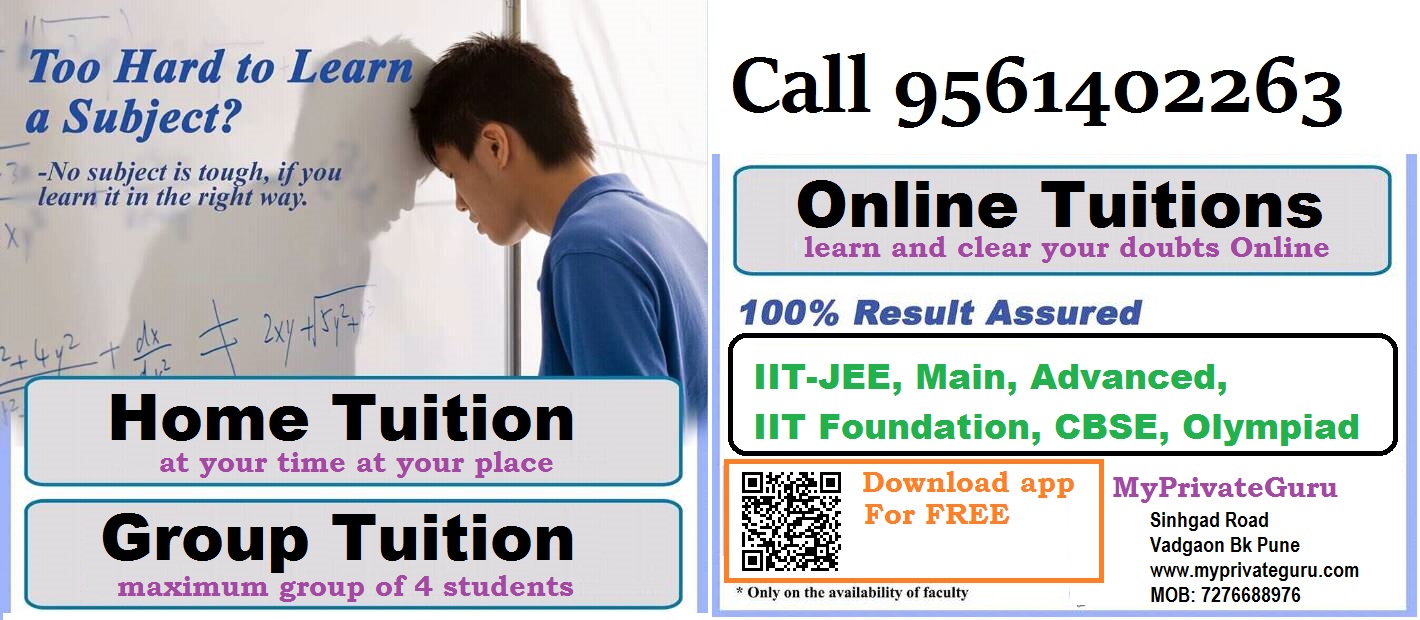 Too Hard to Learn
a Subject?
-No subject is tough, if you
learn it in the right way.
Home Tuition
at your time at your place
Group Tuition
maximum group of 4 students
Call 9561402263
Online Tuitions
learn and clear your doubts Online
100% Result Assured
IIT-JEE, Main, Advanced,
IIT Foundation, CBSE, Olympiad
Download app
For FREE
* Only on the availability of faculty
MyPrivateGuru
Sinhgad Road
Vadgaon Bk Pune
www.myprivateguru.com
MOB: 7276688976